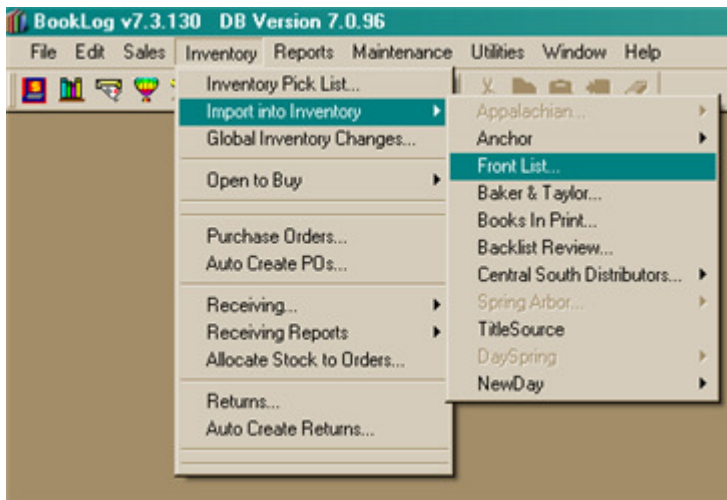 BookLog v7.3.130 DB Version 7.0.96
File Edit Sales Inventory Reports Maintenance Utilities Window Help
Inventory Pick List...
Import into Inventory
Global Inventory Changes...
Open to Buy
Purchase Orders...
Auto Create POs...
Receiving...
Receiving Reports
Allocate Stock to Orders...
Returns...
Auto Create Returns...
Appalachian...
Anchor
Front List...
Baker & Taylor...
Books In Print...
Backlist Review...
Central South Distributors...
Spring Arbor...
TitleSource
DaySpring
NewDay